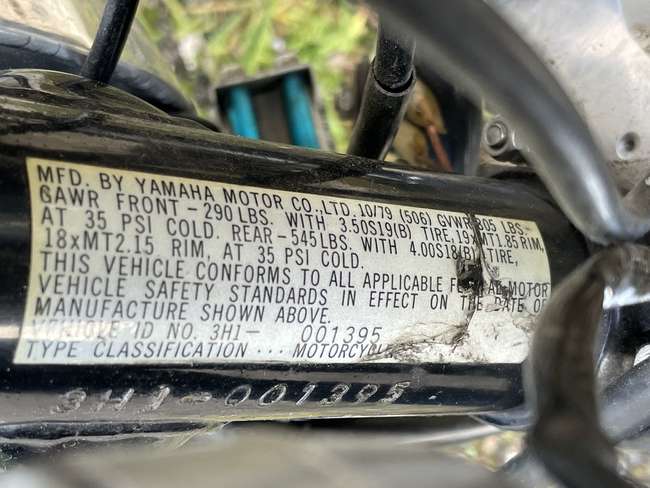 MFD. BY YAMAHA MOTOR CO., LTD. 10/79 (506) GVWR 805 LBS-
GAWR FRONT-290 LBS. WITH 3.50S19(B) TIRE, 19xMT1.85 RIM,
AT 35 PSI COLD. REAR-545 LBS. WITH 4.00S18(B) TIRE,
18xMT2.15 RIM, AT 35 PSI COLD.
THIS VEHICLE CONFORMS TO ALL APPLICABLE MOTOR
VEHICLE SAFETY STANDARDS IN EFFECT ON THE DATE OF
MANUFACTURE SHOWN ABOVE.
VEHICLE ID NO. 3H1- 001395
TYPE CLASSIFICATION ... MOTORCYCLE
3H1-001395